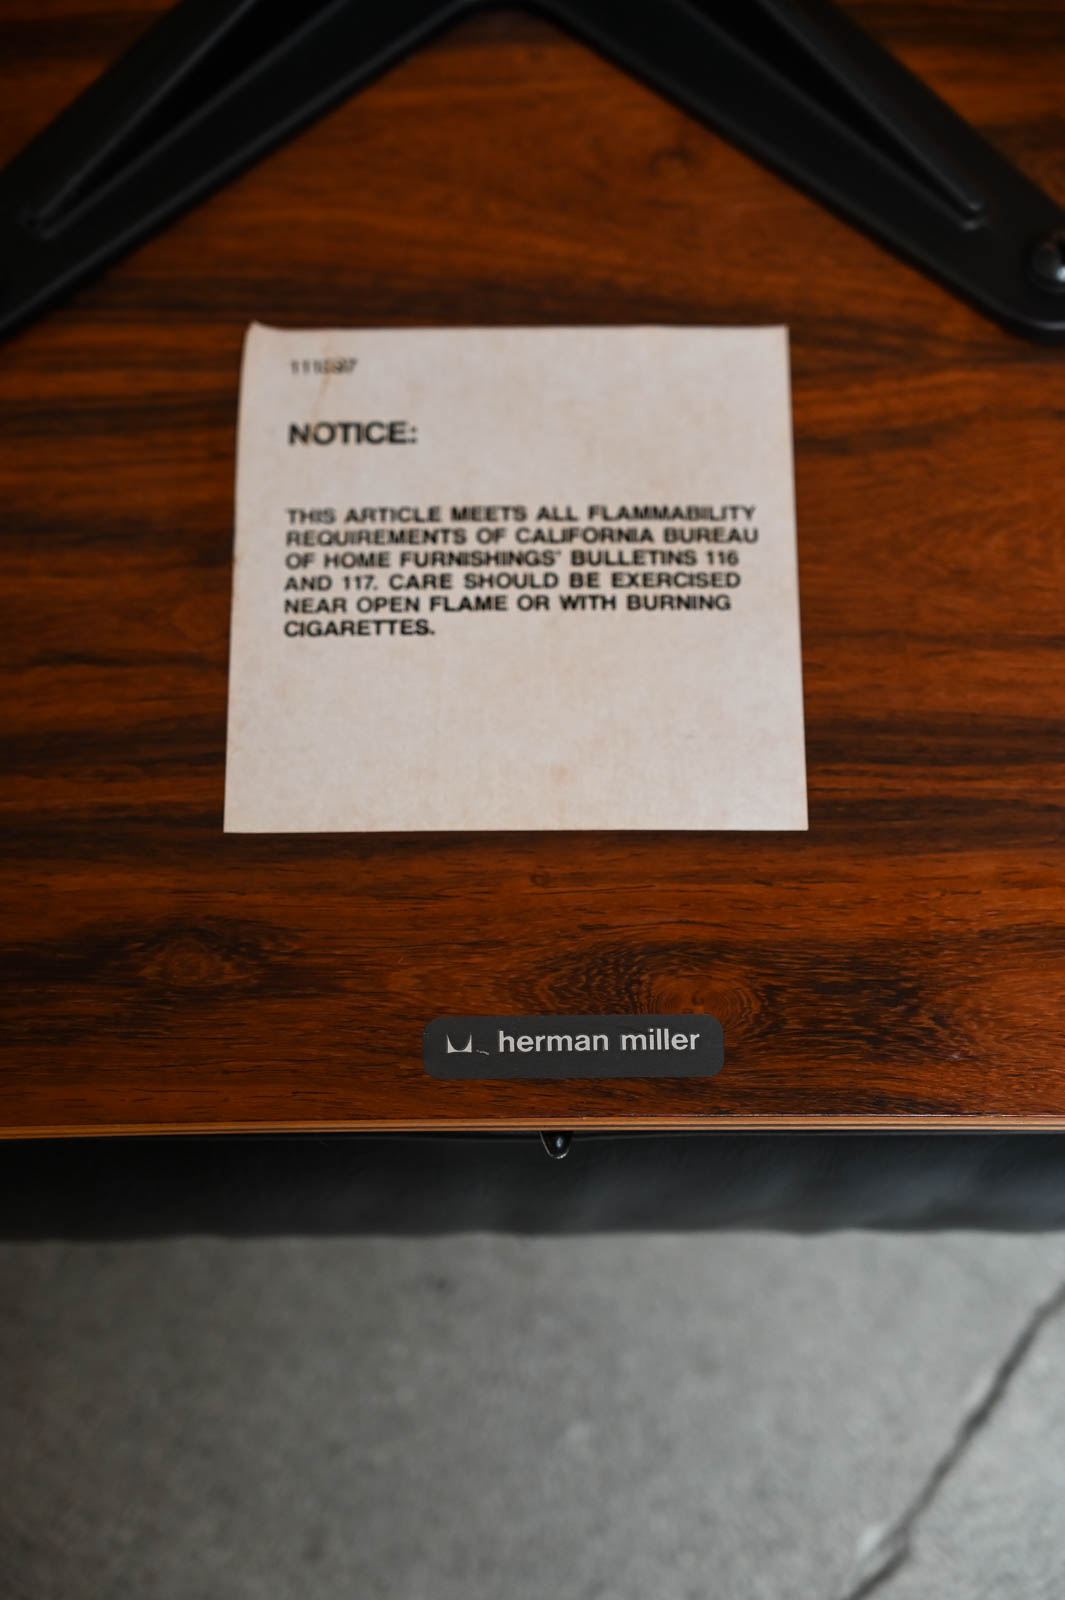 NOTICE:
THIS ARTICLE MEETS ALL FLAMMABILITY
REQUIREMENTS OF CALIFORNIA BUREAU
OF HOME FURNISHINGS' BULLETINS 116
AND 117. CARE SHOULD BE EXERCISED
NEAR OPEN FLAME OR WITH BURNING
CIGARETTES.
herman miller